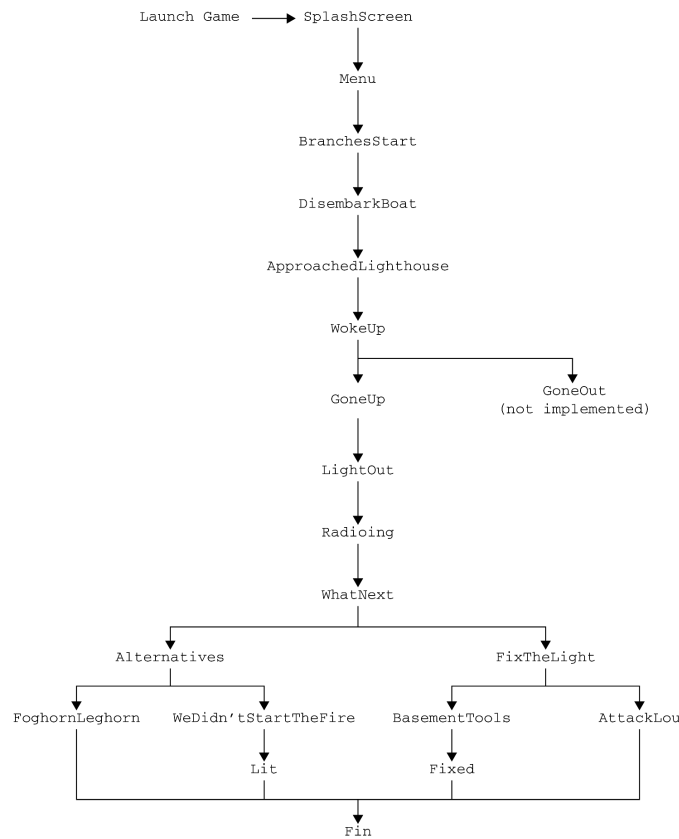 Launch Game SplashScreen
Menu
BranchesStart
DisembarkBoat
ApproachedLighthouse
WokeUp
GoneUp
GoneOut
(not implemented)
LightOut
Radioing
WhatNext
Alternatives
FixTheLight
FoghornLeghorn
WeDidn'tStartTheFire
BasementTools
AttackLou
Lit
Fixed
Fin